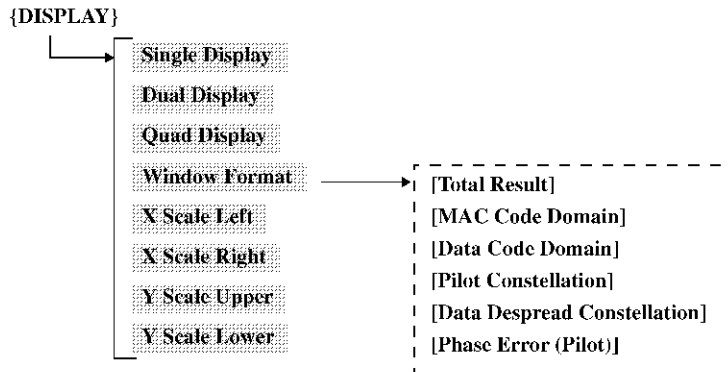 {DISPLAY}
Single Display
Dual Display
Quad Display
Window Format
X Scale Left
X Scale Right
Y Scale Upper
Y Scale Lower
[Total Result]
[MAC Code Domain]
[Data Code Domain]
[Pilot Constellation]
[Data Despread Constellation]
[Phase Error (Pilot)]